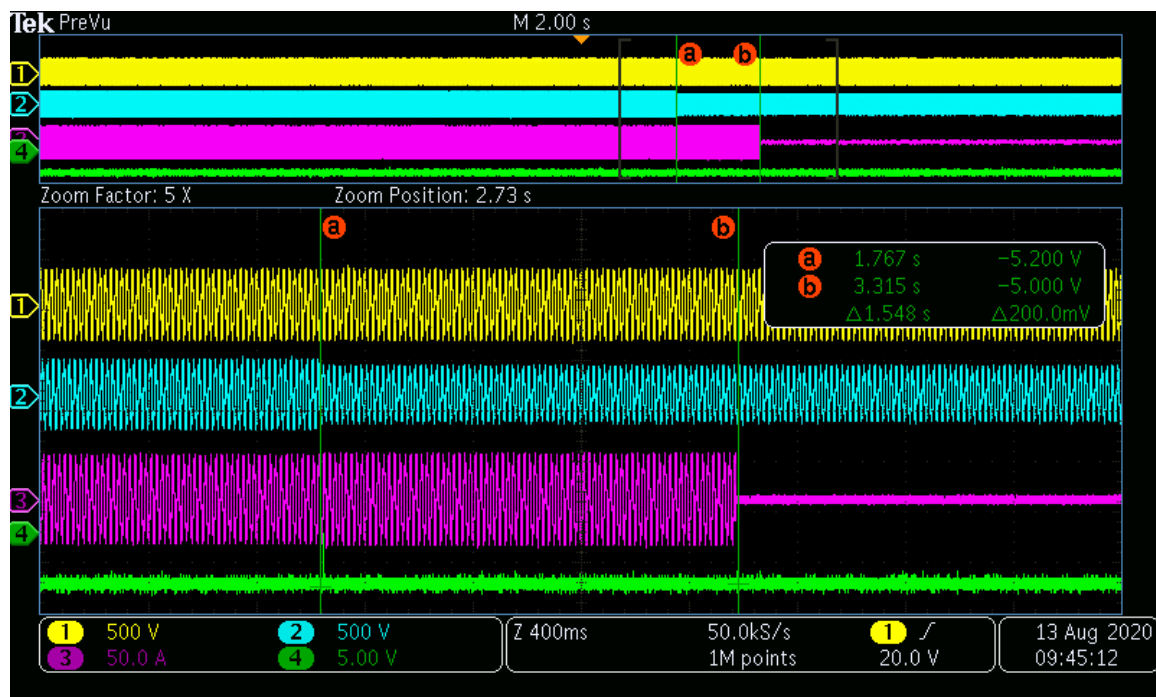 Tek PreVu M 2.00 s
a b
1
2
3
4
Zoom Factor: 5 X Zoom Position: 2.73 s
a b
a 1.767 s −5.200 V
b 3.315 s −5.000 V
△1.548 s △200.0mV
1
2
3
4
1 500 V 2 500 V Z 400ms 50.0kS/s 1 13 Aug 2020
3 50.0 A 4 5.00 V 1M points 20.0 V 09:45:12